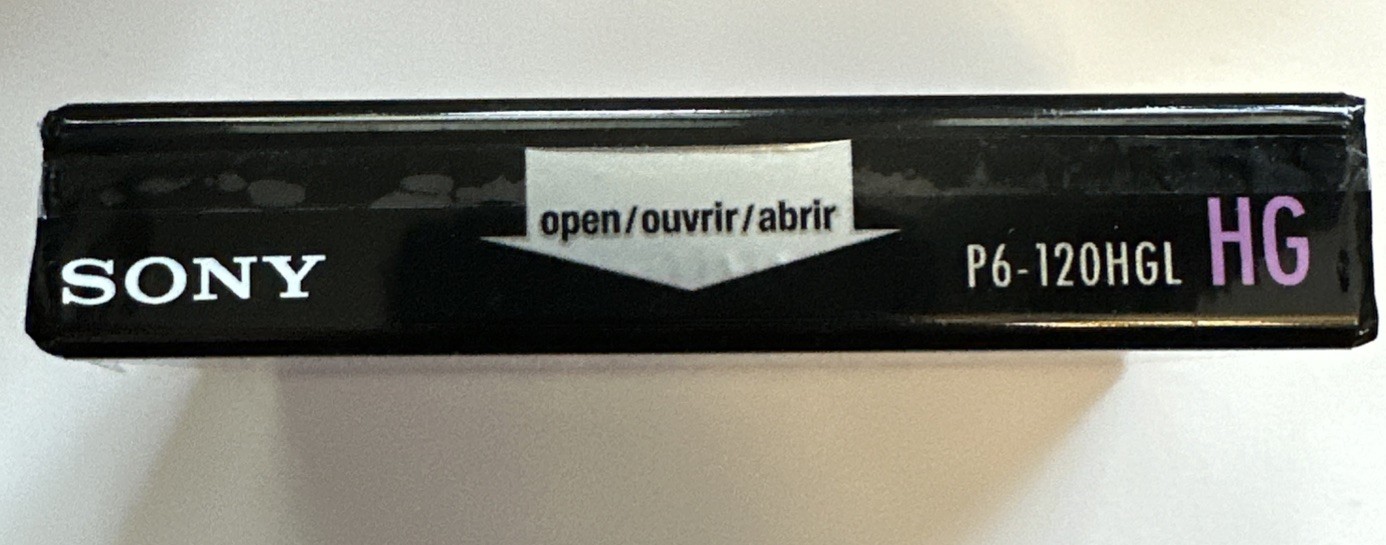 SONY
open/ouvrir/abrir
P6-120HGL HG